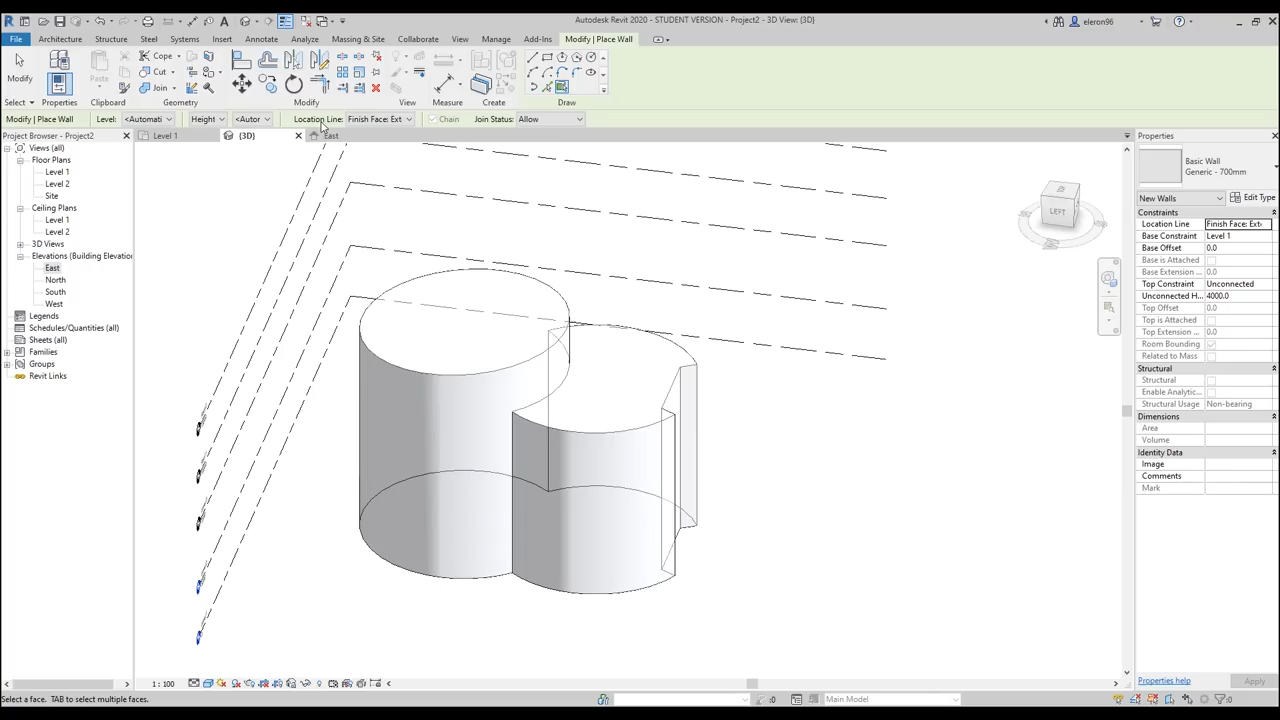 Autodesk Revit 2020 - STUDENT VERSION - Project2 - 3D View: {3D}
eleron96
File Architecture Structure Steel Systems Insert Annotate Analyze Massing & Site Collaborate View Manage Add-Ins Modify | Place Wall
Modify
Paste
Cope
Cut
Join
Select Properties Clipboard Geometry Modify View Measure Create Draw
Modify | Place Wall Level: <Automati Height <Autor Location Line: Finish Face: Ext Chain Join Status: Allow
Project Browser - Project2
Level 1
{3D}
East
Properties
Views (all)
Floor Plans
Level 1
Level 2
Site
Ceiling Plans
Level 1
Level 2
3D Views
Elevations (Building Elevation
East
North
South
West
Legends
Schedules/Quantities (all)
Sheets (all)
Families
Groups
Revit Links
LEFT
Basic Wall
Generic - 700mm
New Walls Edit Type
Constraints
Location Line Finish Face: Ext
Base Constraint Level 1
Base Offset 0.0
Base is Attached
Base Extension ... 0.0
Top Constraint Unconnected
Unconnected H... 4000.0
Top Offset 0.0
Top is Attached
Top Extension ... 0.0
Room Bounding
Related to Mass
Structural
Structural
Enable Analytic...
Structural Usage Non-bearing
Dimensions
Area
Volume
Identity Data
Image
Comments
Mark
Properties help Apply
1 : 100
Select a face. TAB to select multiple faces.
:0
Main Model
:0